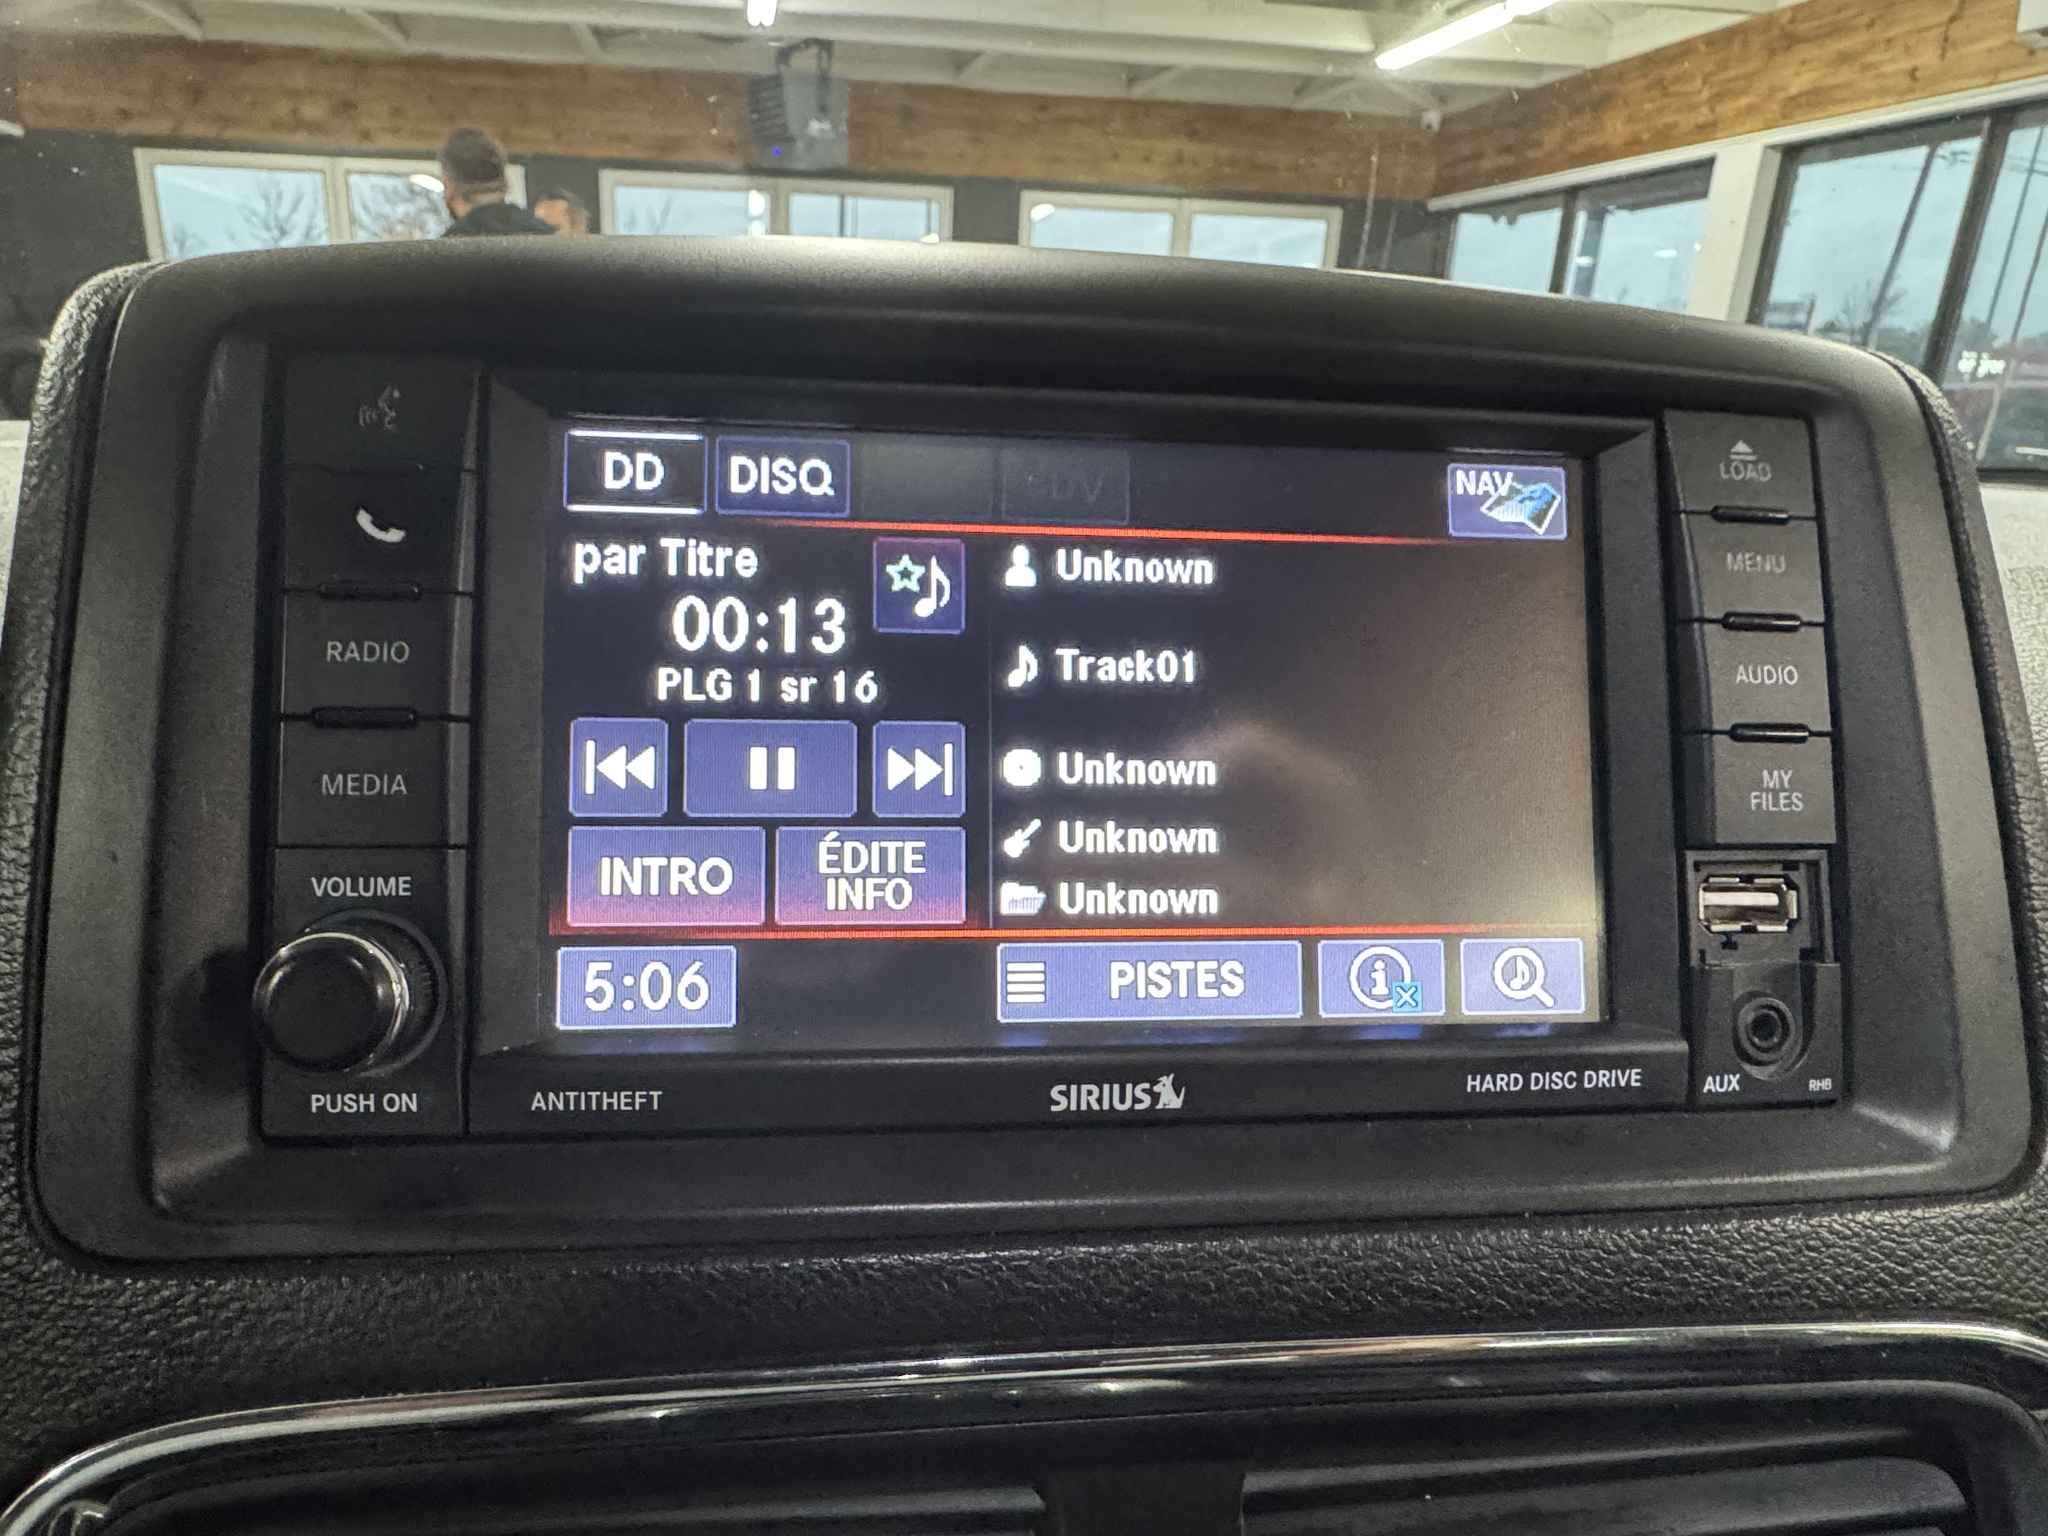 DD
DISQ
NAV
par Titre
00:13
PLG 1 sr 16
INTRO
ÉDITE
INFO
5:06
Unknown
Track01
Unknown
Unknown
Unknown
PISTES
RADIO
MEDIA
VOLUME
PUSH ON
ANTITHEFT
SIRIUS
HARD DISC DRIVE
LOAD
MENU
AUDIO
MY
FILES
AUX
RHB